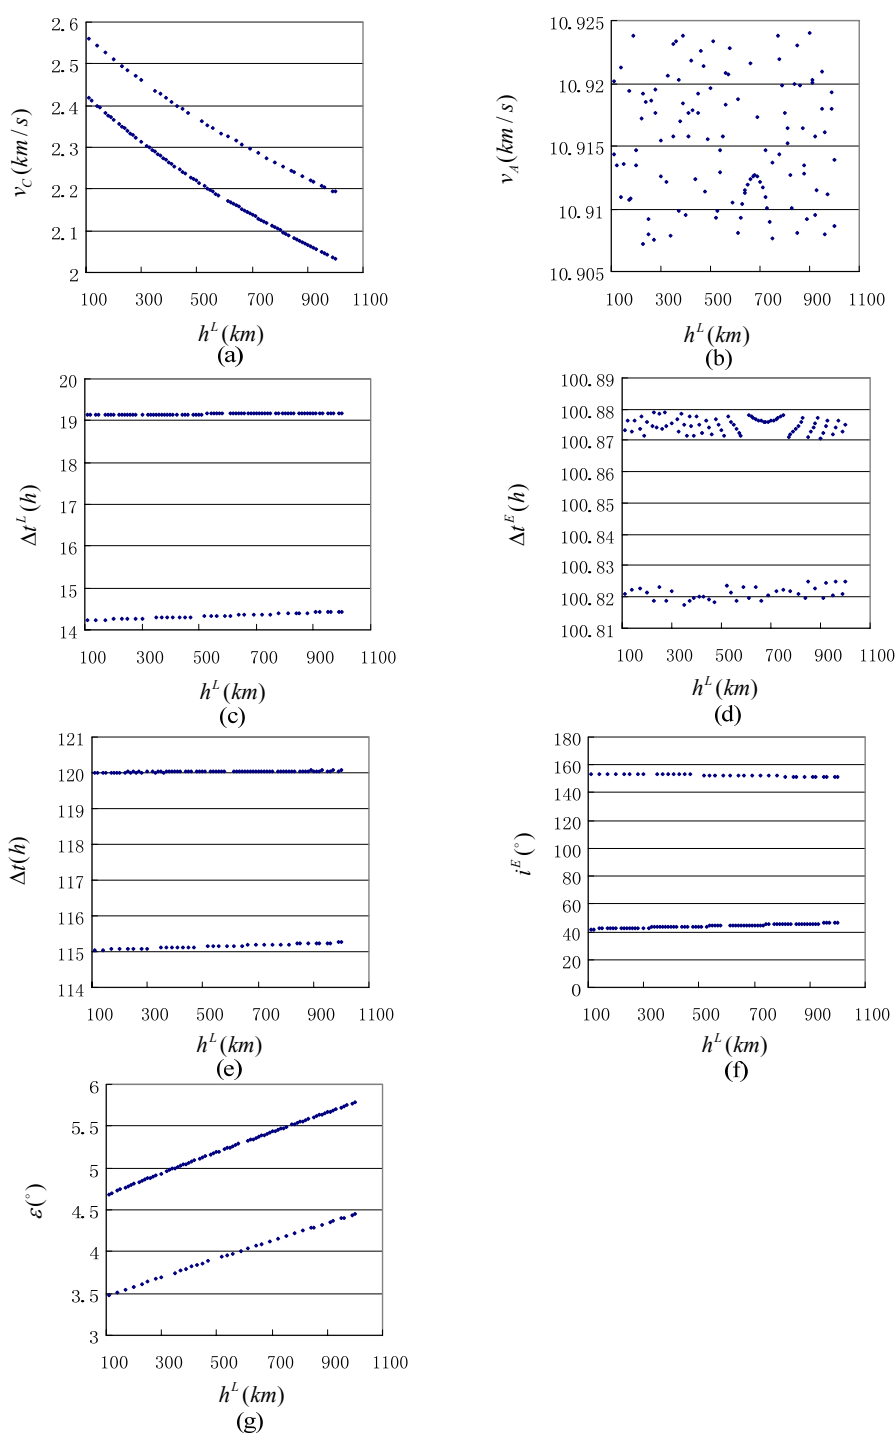 2.6
2.5
2.4
2.3
2.2
2.1
2
v_C (km / s)
100 300 500 700 900 1100
h^L (km)
(a)
10.925
10.92
10.915
10.91
10.905
v_A (km / s)
100 300 500 700 900 1100
h^L (km)
(b)
20
19
18
17
16
15
14
Δt^L (h)
100 300 500 700 900 1100
h^L (km)
(c)
100.89
100.88
100.87
100.86
100.85
100.84
100.83
100.82
100.81
Δt^E (h)
100 300 500 700 900 1100
h^L (km)
(d)
121
120
119
118
117
116
115
114
Δt(h)
100 300 500 700 900 1100
h^L (km)
(e)
180
160
140
120
100
80
60
40
20
0
i^E (°)
100 300 500 700 900 1100
h^L (km)
(f)
6
5.5
5
4.5
4
3.5
3
ε(°)
100 300 500 700 900 1100
h^L (km)
(g)